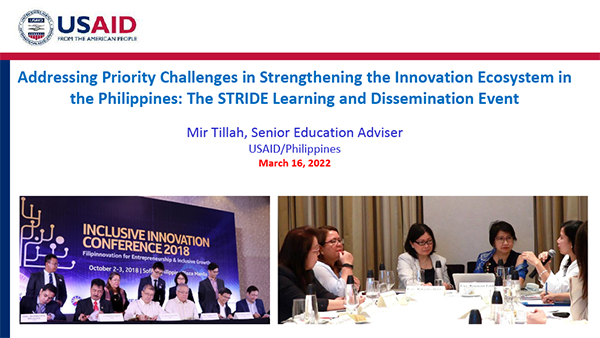 USAID
FROM THE AMERICAN PEOPLE
Addressing Priority Challenges in Strengthening the Innovation Ecosystem in
the Philippines: The STRIDE Learning and Dissemination Event
Mir Tillah, Senior Education Adviser
USAID/Philippines
March 16, 2022
INCLUSIVE INNOVATION
CONFERENCE 2018
Filipinnovation for Entrepreneurship & Inclusive Growth
October 2-3, 2018 | Sofitel Philippine Plaza Manila